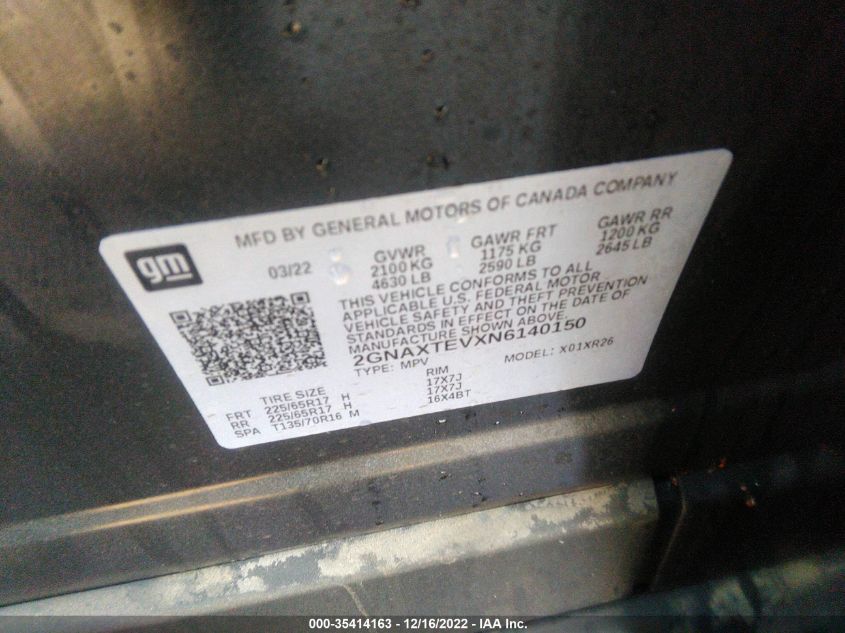 MFD BY GENERAL MOTORS OF CANADA COMPANY
gm
03/22
GVWR
2100 KG
4630 LB
GAWR FRT
1175 KG
2590 LB
GAWR RR
1200 KG
2645 LB
THIS VEHICLE CONFORMS TO ALL
APPLICABLE U.S. FEDERAL MOTOR
VEHICLE SAFETY AND THEFT PREVENTION
STANDARDS IN EFFECT ON THE DATE OF
MANUFACTURE SHOWN ABOVE.
2GNAXTEVXN6140150
TYPE: MPV MODEL: X01XR26
TIRE SIZE RIM
FRT 225/65R17 H 17X7J
RR 225/65R17 H 17X7J
SPA T135/70R16 M 16X4BT
000-35414163 - 12/16/2022 - IAA Inc.